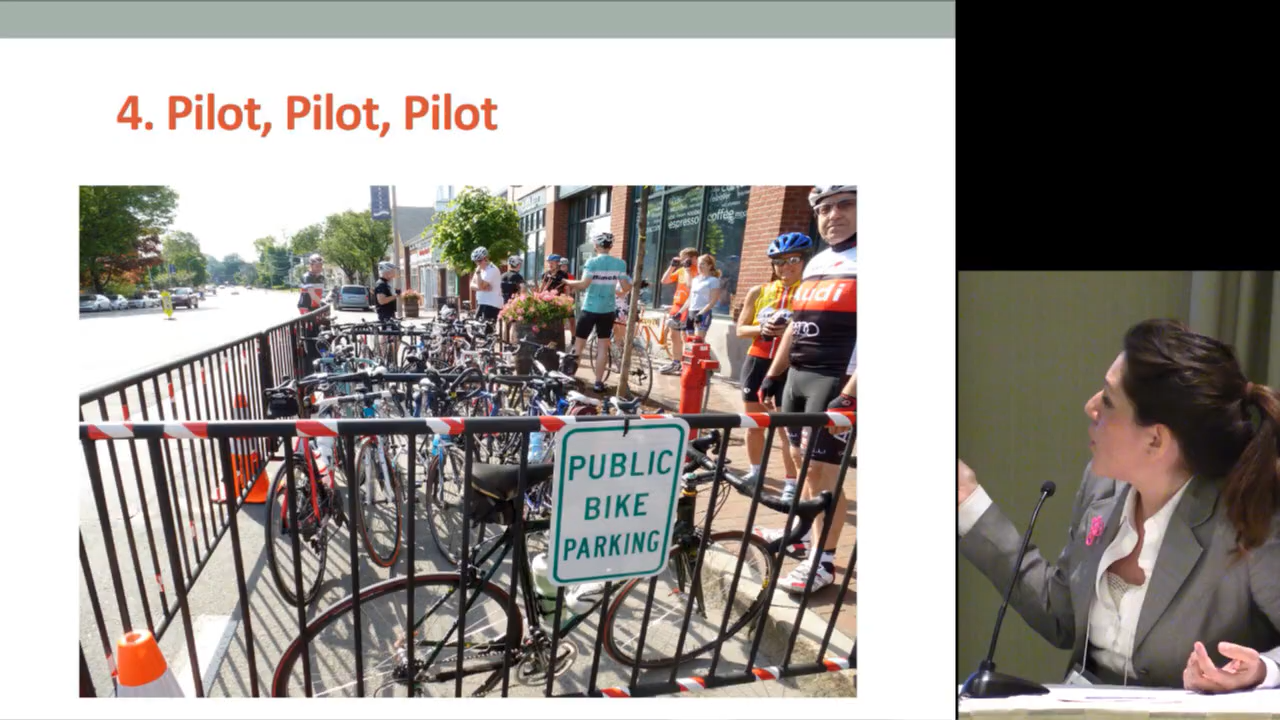 4. Pilot, Pilot, Pilot
espresso
coffee
Audi
PUBLIC
BIKE
PARKING